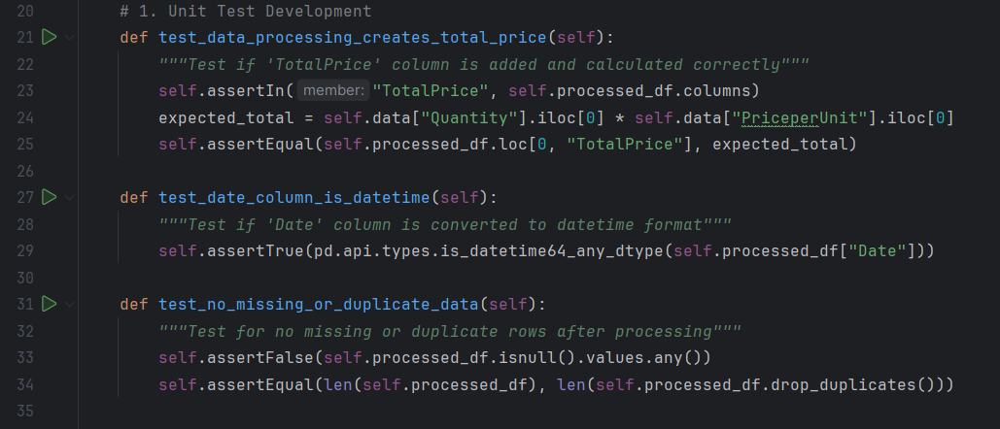 20 # 1. Unit Test Development
21 def test_data_processing_creates_total_price(self):
22 """Test if 'TotalPrice' column is added and calculated correctly"""
23 self.assertIn( member: "TotalPrice", self.processed_df.columns)
24 expected_total = self.data["Quantity"].iloc[0] * self.data["PriceperUnit"].iloc[0]
25 self.assertEqual(self.processed_df.loc[0, "TotalPrice"], expected_total)
26
27 def test_date_column_is_datetime(self):
28 """Test if 'Date' column is converted to datetime format"""
29 self.assertTrue(pd.api.types.is_datetime64_any_dtype(self.processed_df["Date"]))
30
31 def test_no_missing_or_duplicate_data(self):
32 """Test for no missing or duplicate rows after processing"""
33 self.assertFalse(self.processed_df.isnull().values.any())
34 self.assertEqual(len(self.processed_df), len(self.processed_df.drop_duplicates()))
35